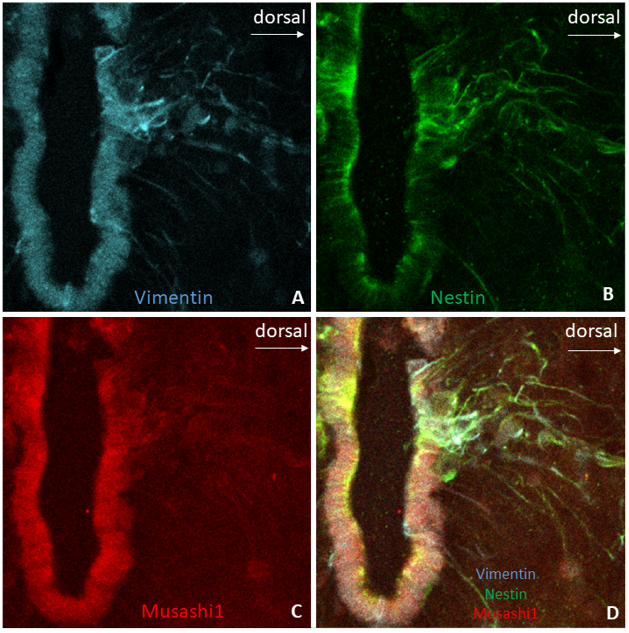 dorsal
Vimentin
A
dorsal
Nestin
B
dorsal
Musashi1
C
dorsal
Vimentin
Nestin
Musashi1
D